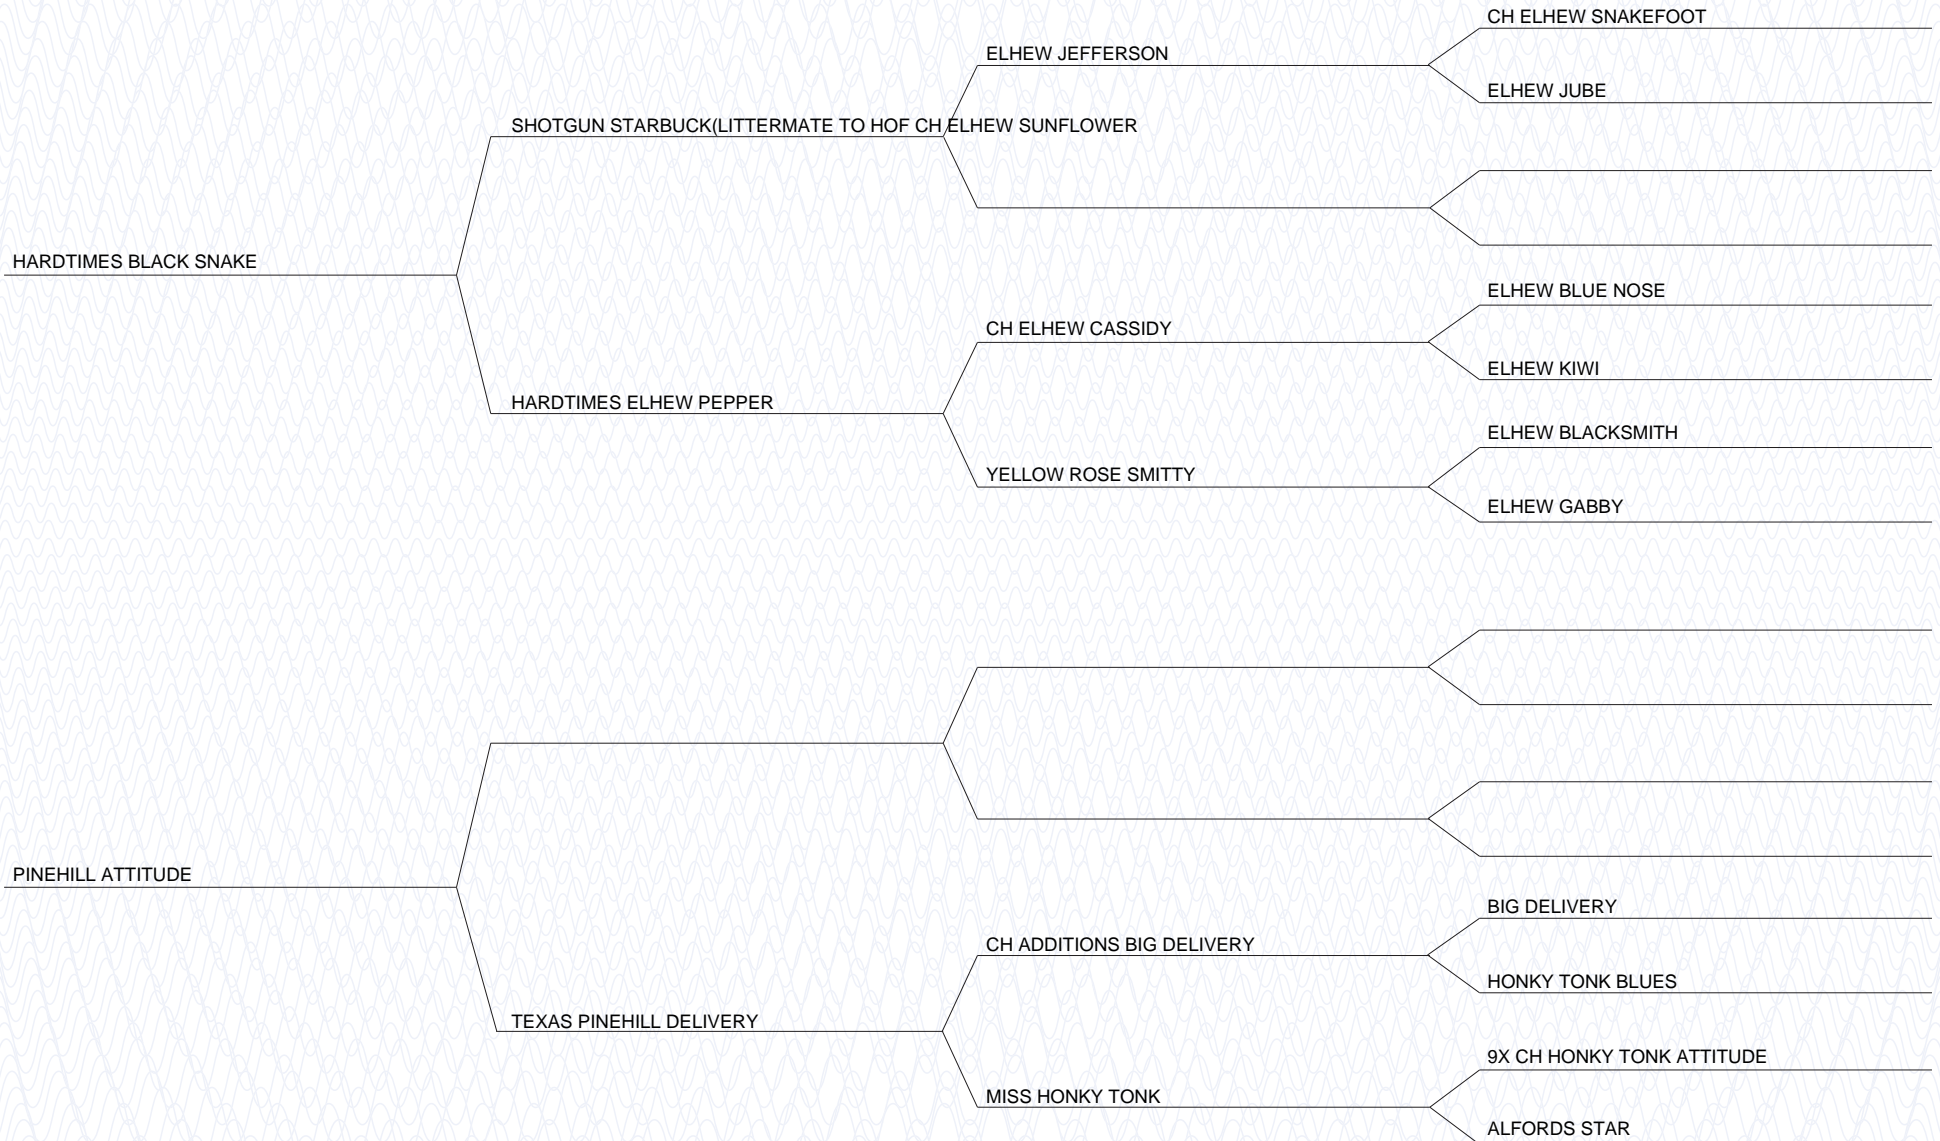 CH ELHEW SNAKEFOOT
ELHEW JEFFERSON
ELHEW JUBE
SHOTGUN STARBUCK(LITTERMATE TO HOF CH ELHEW SUNFLOWER
HARDTIMES BLACK SNAKE
ELHEW BLUE NOSE
CH ELHEW CASSIDY
ELHEW KIWI
HARDTIMES ELHEW PEPPER
ELHEW BLACKSMITH
YELLOW ROSE SMITTY
ELHEW GABBY
PINEHILL ATTITUDE
BIG DELIVERY
CH ADDITIONS BIG DELIVERY
HONKY TONK BLUES
TEXAS PINEHILL DELIVERY
9X CH HONKY TONK ATTITUDE
MISS HONKY TONK
ALFORDS STAR